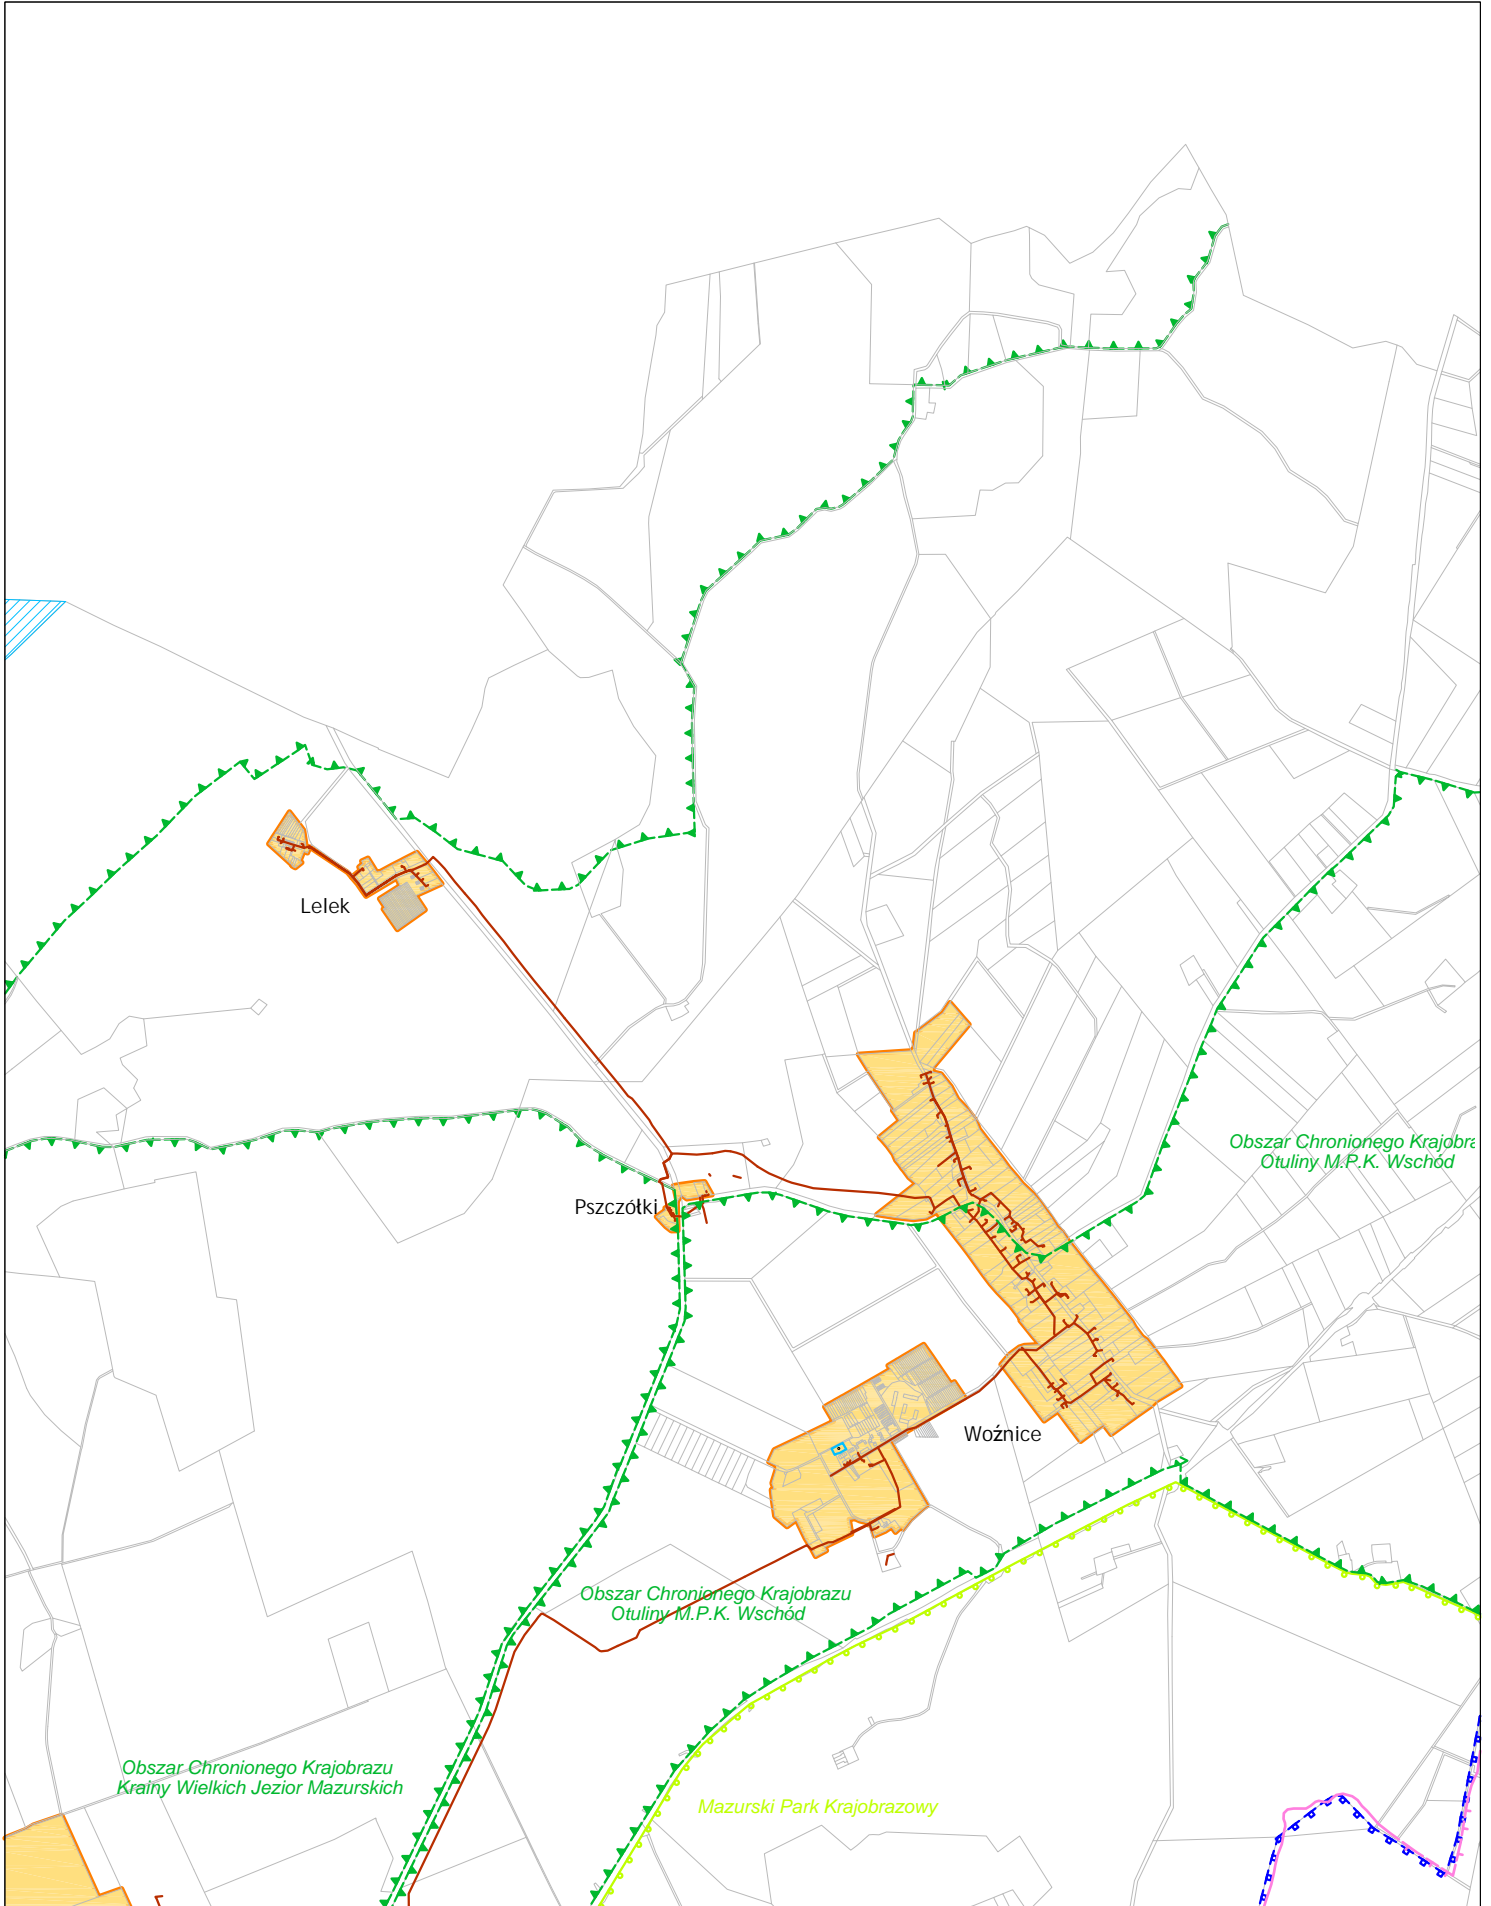 Lelek
Obszar Chronionego Krajobra
Otuliny M.P.K. Wschód
Pszczółki
Woźnice
Obszar Chronionego Krajobrazu
Otuliny M.P.K. Wschód
Obszar Chronionego Krajobrazu
Krainy Wielkich Jezior Mazurskich
Mazurski Park Krajobrazowy